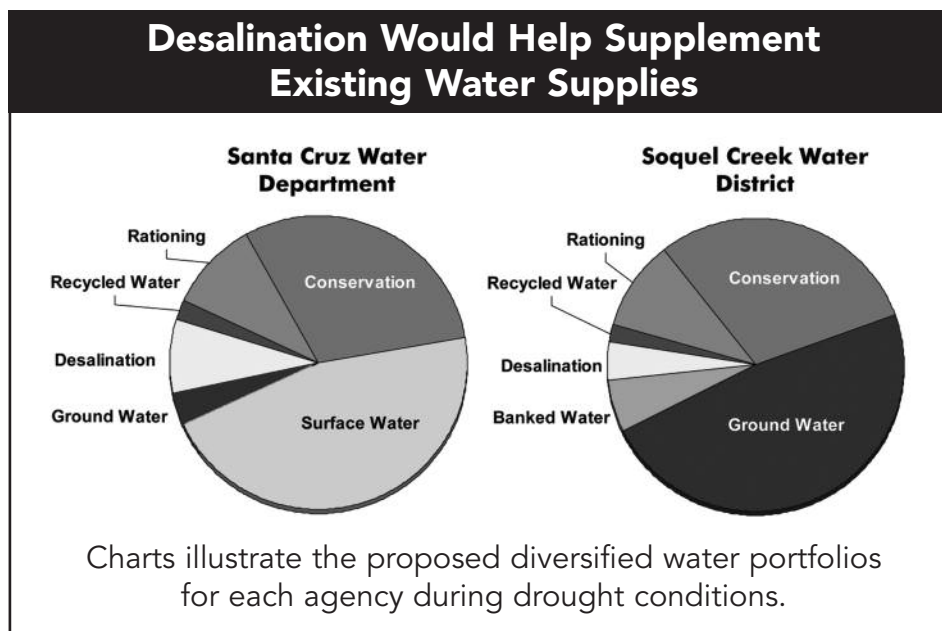 Desalination Would Help Supplement
Existing Water Supplies
Santa Cruz Water
Department
Rationing
Recycled Water
Conservation
Desalination
Ground Water
Surface Water
Soquel Creek Water
District
Rationing
Recycled Water
Conservation
Desalination
Banked Water
Ground Water
Charts illustrate the proposed diversified water portfolios
for each agency during drought conditions.